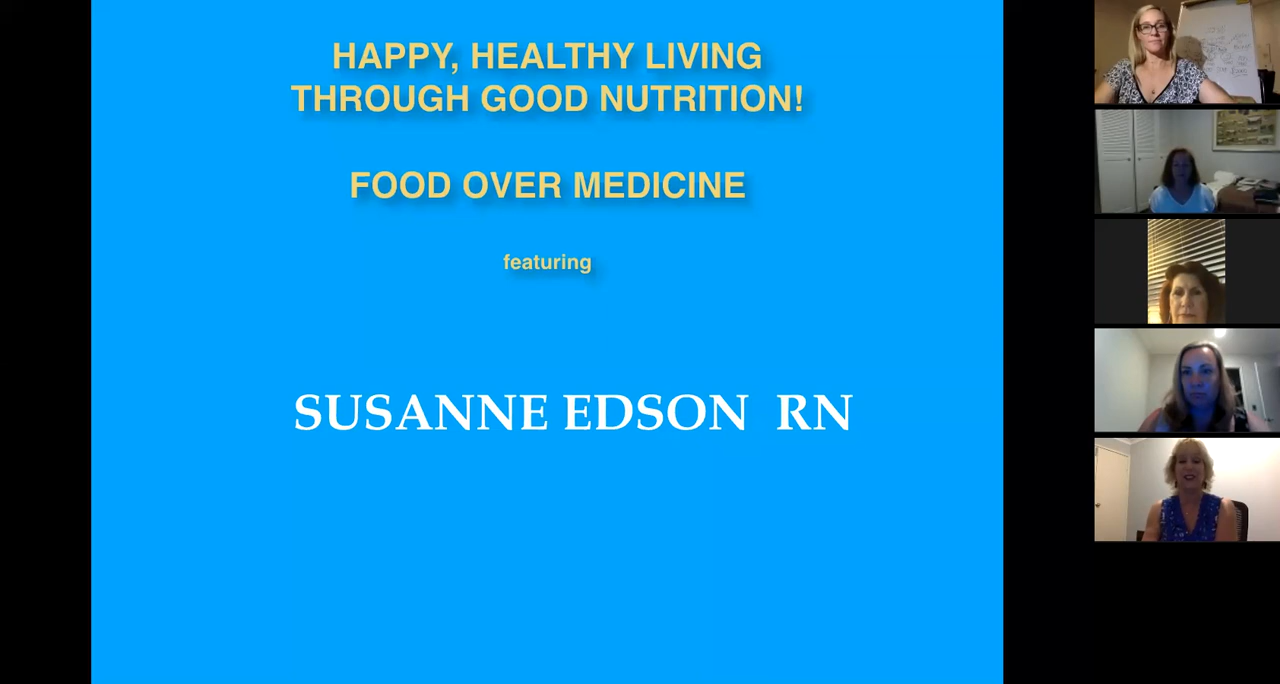 HAPPY, HEALTHY LIVING
THROUGH GOOD NUTRITION!
FOOD OVER MEDICINE
featuring
SUSANNE EDSON RN